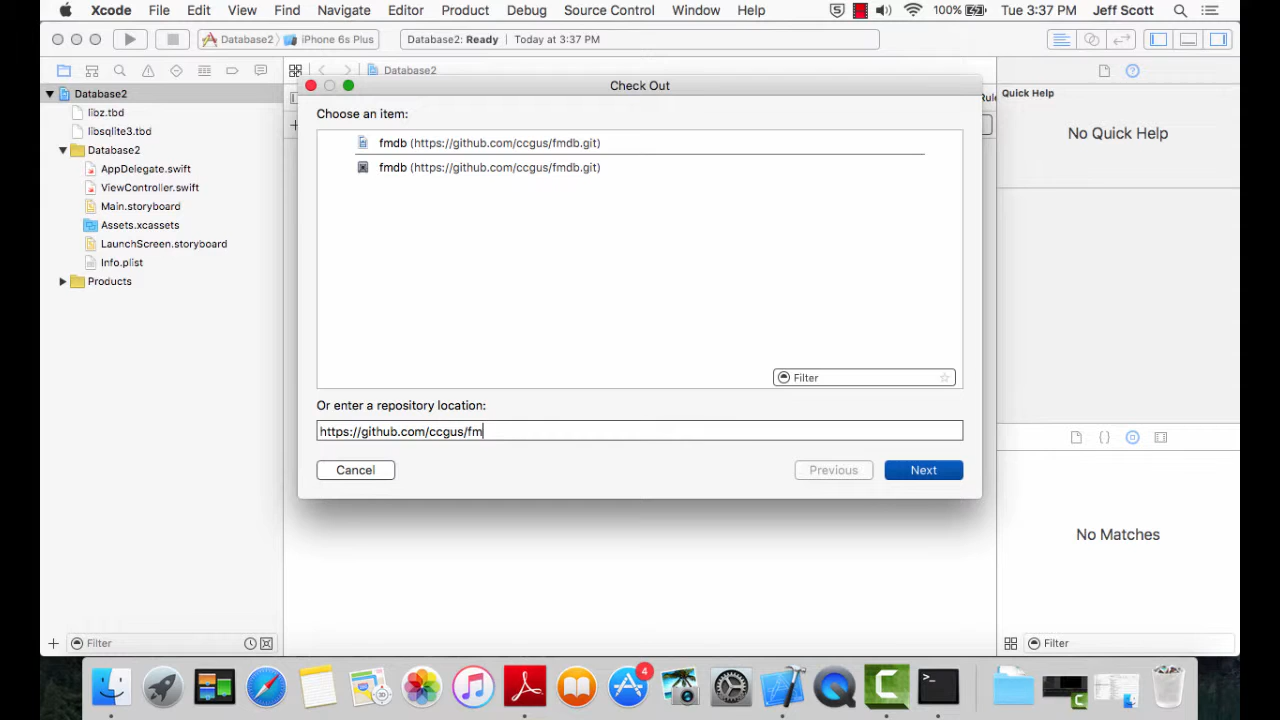 Xcode File Edit View Find Navigate Editor Product Debug Source Control Window Help 5 100% Tue 3:37 PM Jeff Scott
Database2 iPhone 6s Plus Database2: Ready Today at 3:37 PM
Database2
Check Out
Database2
libz.tbd
libsqlite3.tbd
Database2
AppDelegate.swift
ViewController.swift
Main.storyboard
Assets.xcassets
LaunchScreen.storyboard
Info.plist
Products
Choose an item:
fmdb (https://github.com/ccgus/fmdb.git)
fmdb (https://github.com/ccgus/fmdb.git)
Filter
Or enter a repository location:
https://github.com/ccgus/fm
Cancel Previous Next
Quick Help
No Quick Help
{ }
No Matches
Filter
Filter
4
30
>_